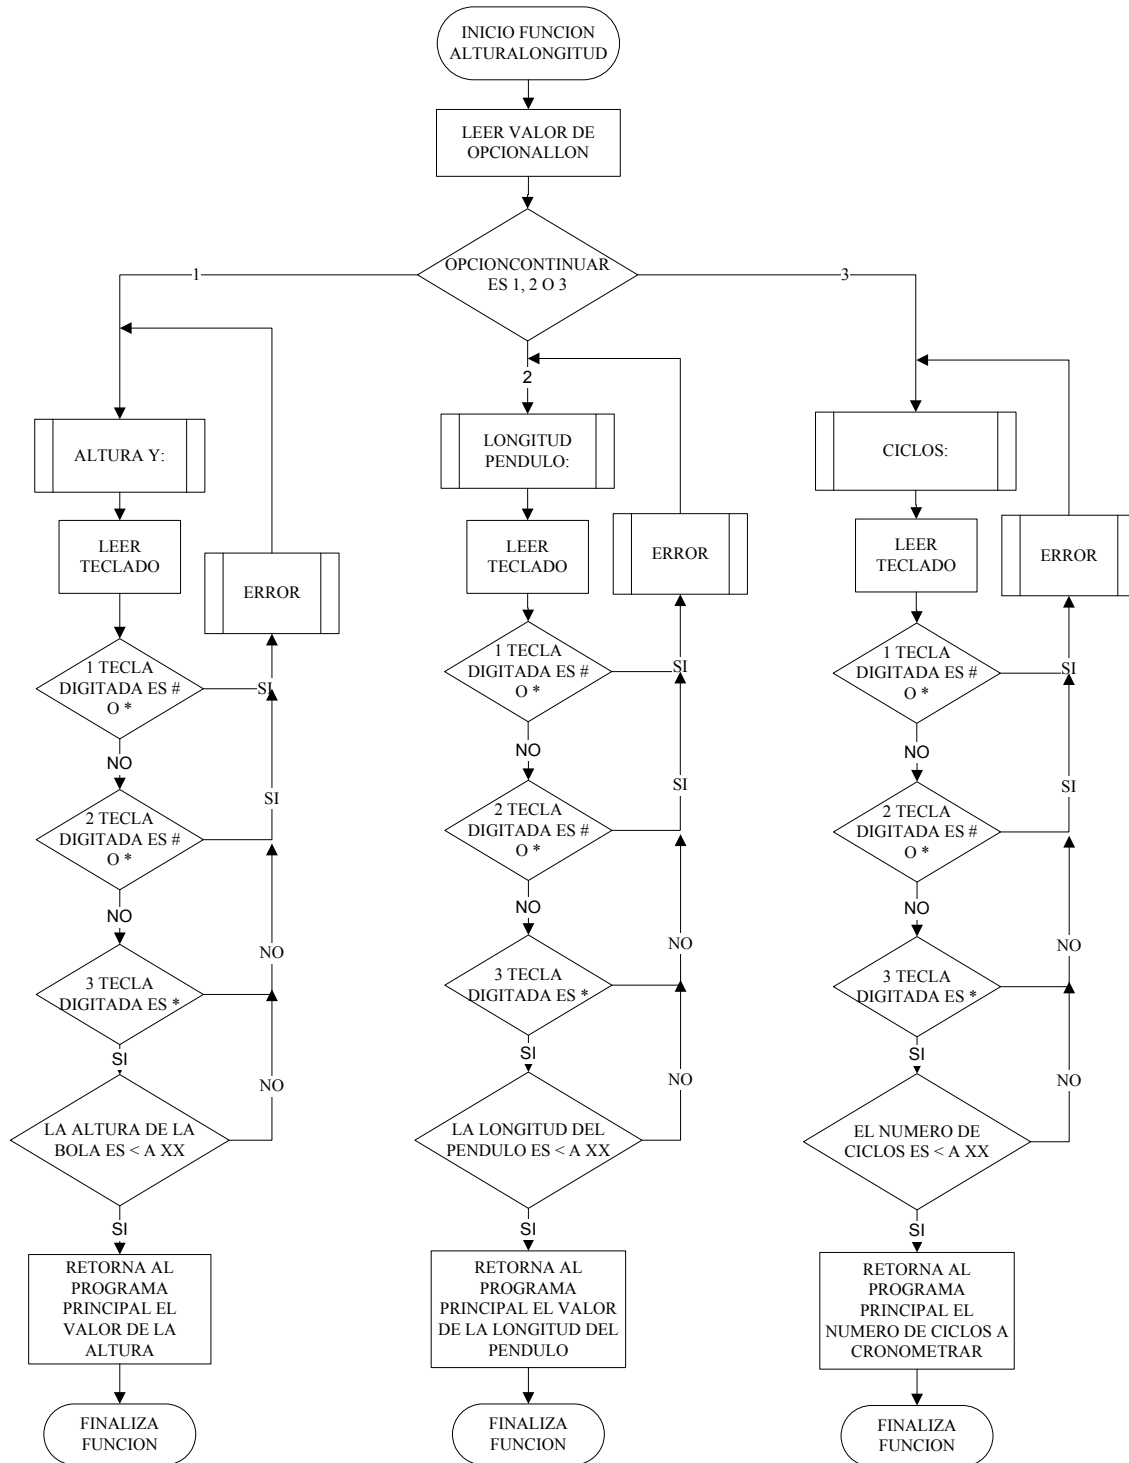 INICIO FUNCION
ALTURALONGITUD
LEER VALOR DE
OPCIONALLON
OPCIONCONTINUAR
ES 1, 2 O 3
1
2
3
ALTURA Y:
LEER
TECLADO
ERROR
1 TECLA
DIGITADA ES #
O *
SI
NO
2 TECLA
DIGITADA ES #
O *
SI
NO
3 TECLA
DIGITADA ES *
NO
SI
LA ALTURA DE LA
BOLA ES < A XX
NO
SI
RETORNA AL
PROGRAMA
PRINCIPAL EL
VALOR DE LA
ALTURA
FINALIZA
FUNCION
LONGITUD
PENDULO:
LEER
TECLADO
ERROR
1 TECLA
DIGITADA ES #
O *
SI
NO
2 TECLA
DIGITADA ES #
O *
SI
NO
3 TECLA
DIGITADA ES *
NO
SI
LA LONGITUD DEL
PENDULO ES < A XX
NO
SI
RETORNA AL
PROGRAMA
PRINCIPAL EL VALOR
DE LA LONGITUD DEL
PENDULO
FINALIZA
FUNCION
CICLOS:
LEER
TECLADO
ERROR
1 TECLA
DIGITADA ES #
O *
SI
NO
2 TECLA
DIGITADA ES #
O *
SI
NO
3 TECLA
DIGITADA ES *
NO
SI
EL NUMERO DE
CICLOS ES < A XX
NO
SI
RETORNA AL
PROGRAMA
PRINCIPAL EL
NUMERO DE CICLOS A
CRONOMETRAR
FINALIZA
FUNCION